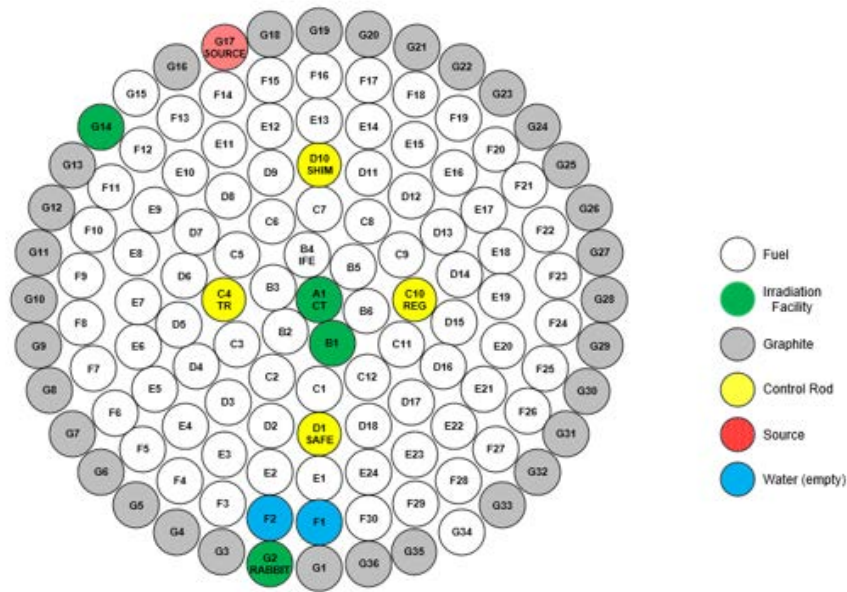 G19
G18
G20
G17
SOURCE
G21
G16
G22
F16
F15
F17
G15
F14
F18
G23
F13
F19
E13
E12
E14
G14
G24
E11
E15
F12
F20
D10
SHIM
G13
D9
D11
G25
E10
E16
F11
F21
D8
D12
G12
E9
C7
E17
G26
C6
C8
F10
D7
D13
F22
G11
E8
B4
IFE
C5
C9
E18
G27
B5
F9
D6
D14
F23
B3
G10
E7
C4
TR
A1
CT
C10
REG
E19
G28
B6
F8
D5
D15
F24
B2
B1
G9
E6
C3
C11
E20
G29
F7
D4
D16
F25
C2
C12
G8
E5
C1
E21
G30
D3
D17
F6
F26
G7
E4
D2
D1
SAFE
D18
E22
G31
F5
E3
E23
F27
G6
E2
E24
G32
F4
E1
F28
G5
F3
F29
G33
F2
F1
F30
G4
G34
G3
G35
G2
RABBIT
G1
G36
Fuel
Irradiation
Facility
Graphite
Control Rod
Source
Water (empty)